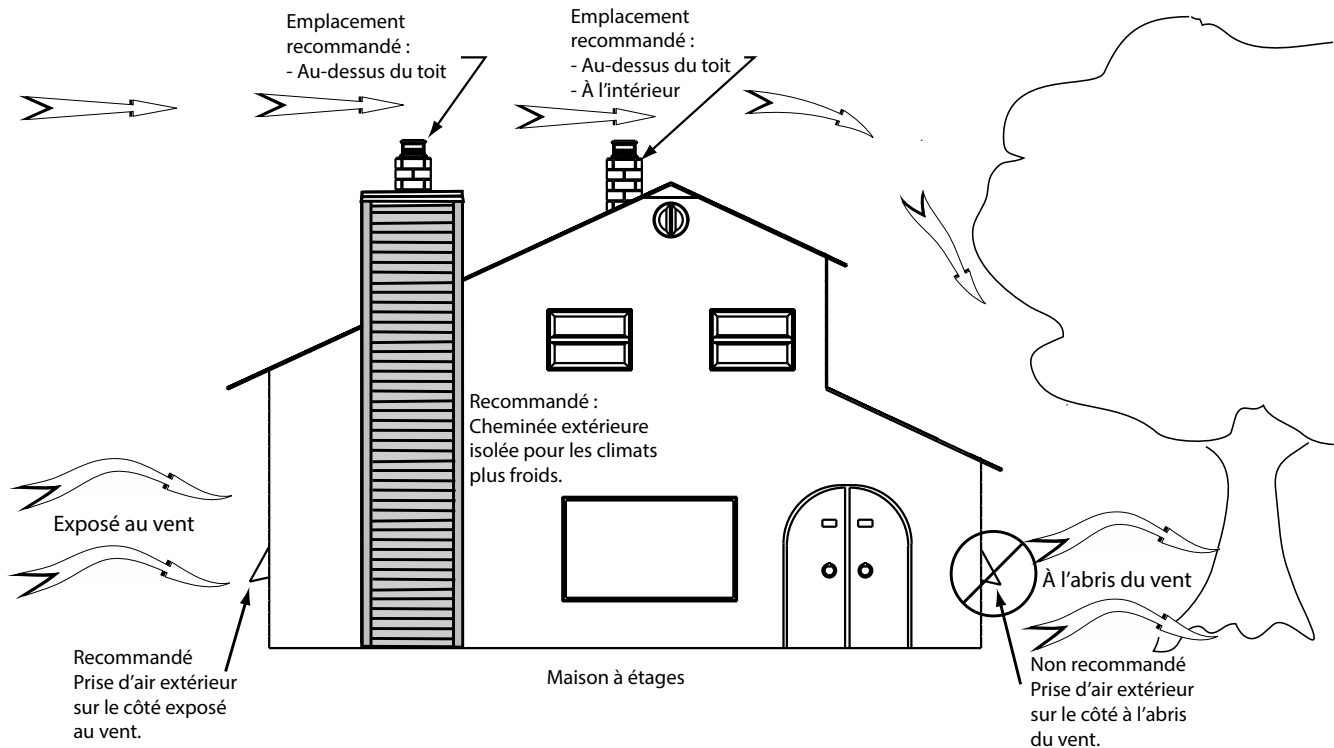 Emplacement
recommandé :
- Au-dessus du toit
Emplacement
recommandé :
- Au-dessus du toit
- À l'intérieur
Recommandé :
Cheminée extérieure
isolée pour les climats
plus froids.
Exposé au vent
À l'abris du vent
Recommandé
Prise d'air extérieur
sur le côté exposé
au vent.
Maison à étages
Non recommandé
Prise d'air extérieur
sur le côté à l'abris
du vent.